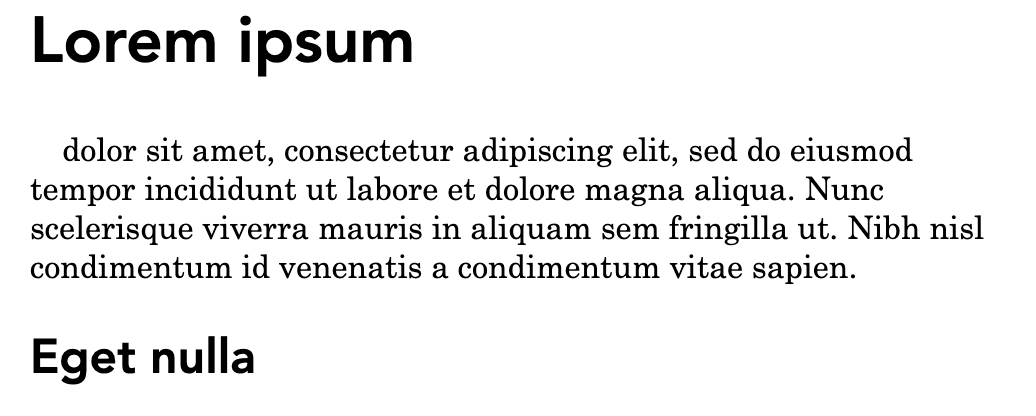 Lorem ipsum
dolor sit amet, consectetur adipiscing elit, sed do eiusmod
tempor incididunt ut labore et dolore magna aliqua. Nunc
scelerisque viverra mauris in aliquam sem fringilla ut. Nibh nisl
condimentum id venenatis a condimentum vitae sapien.
Eget nulla